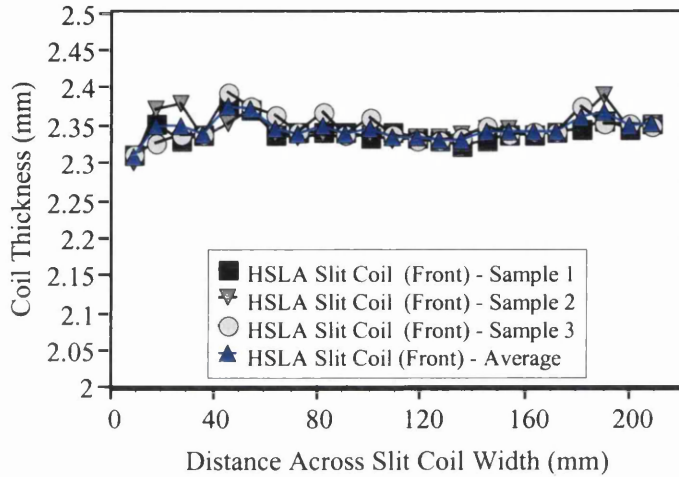 2.5
2.45
2.4
2.35
2.3
2.25
2.2
2.15
2.1
2.05
2
Coil Thickness (mm)
HSLA Slit Coil (Front) - Sample 1
HSLA Slit Coil (Front) - Sample 2
HSLA Slit Coil (Front) - Sample 3
HSLA Slit Coil (Front) - Average
0 40 80 120 160 200
Distance Across Slit Coil Width (mm)